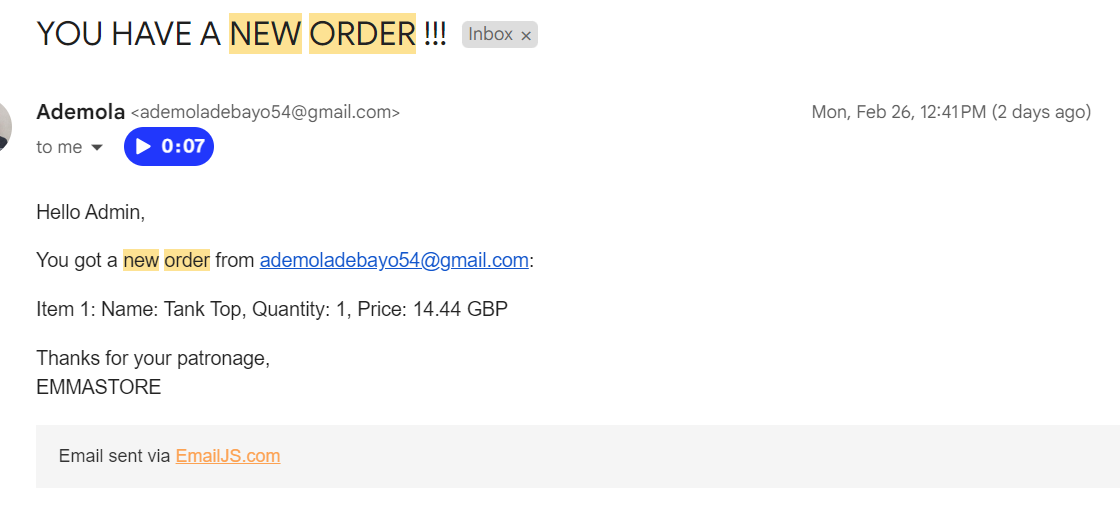 YOU HAVE A NEW ORDER !!! Inbox ×
Ademola <ademoladebayo54@gmail.com> Mon, Feb 26, 12:41 PM (2 days ago)
to me 0:07
Hello Admin,
You got a new order from ademoladebayo54@gmail.com:
Item 1: Name: Tank Top, Quantity: 1, Price: 14.44 GBP
Thanks for your patronage,
EMMASTORE
Email sent via EmailJS.com